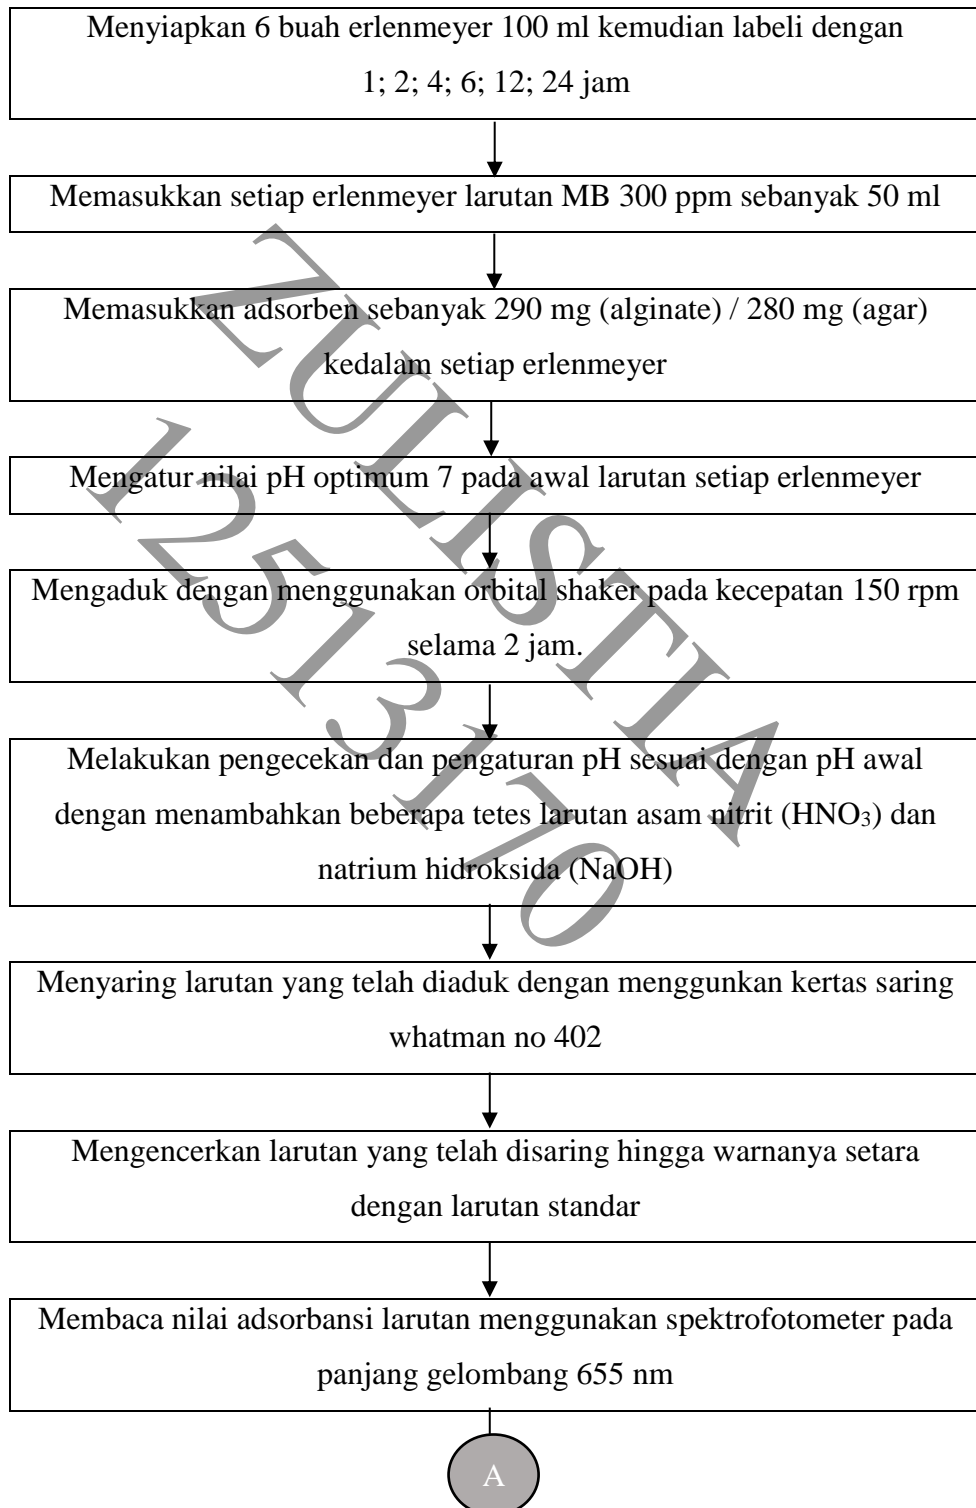 Menyiapkan 6 buah erlenmeyer 100 ml kemudian labeli dengan
1; 2; 4; 6; 12; 24 jam
Memasukkan setiap erlenmeyer larutan MB 300 ppm sebanyak 50 ml
Memasukkan adsorben sebanyak 290 mg (alginate) / 280 mg (agar)
kedalam setiap erlenmeyer
Mengatur nilai pH optimum 7 pada awal larutan setiap erlenmeyer
Mengaduk dengan menggunakan orbital shaker pada kecepatan 150 rpm
selama 2 jam.
Melakukan pengecekan dan pengaturan pH sesuai dengan pH awal
dengan menambahkan beberapa tetes larutan asam nitrit (HNO₃) dan
natrium hidroksida (NaOH)
Menyaring larutan yang telah diaduk dengan menggunkan kertas saring
whatman no 402
Mengencerkan larutan yang telah disaring hingga warnanya setara
dengan larutan standar
Membaca nilai adsorbansi larutan menggunakan spektrofotometer pada
panjang gelombang 655 nm
A
ZULISTIA
12513170